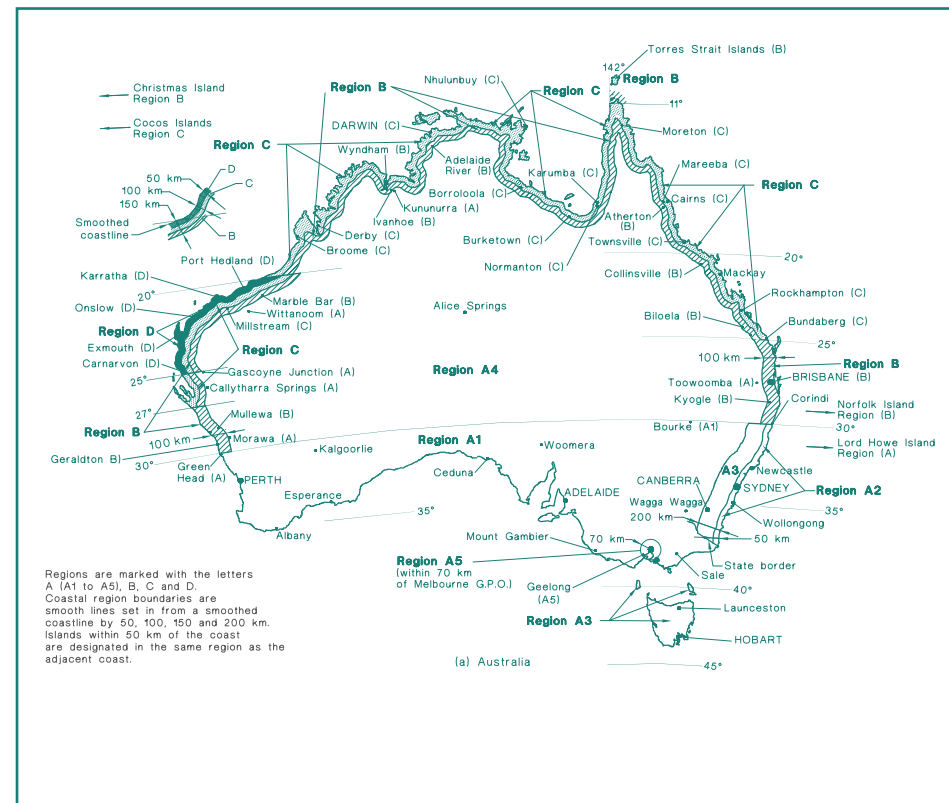 Torres Strait Islands (B)
142°
Region B
11°
Nhulunbuy (C)
Region B
Region C
Christmas Island
Region B
Cocos Islands
Region C
DARWIN (C)
Moreton (C)
Region C
Wyndham (B)
Adelaide
River (B)
Karumba (C)
Mareeba (C)
Region C
50 km
100 km
150 km
D
C
B
Smoothed
coastline
Borroloola (C)
Kununurra (A)
Ivanhoe (B)
Cairns (C)
Atherton (B)
Derby (C)
Broome (C)
Burketown (C)
Townsville (C)
Normanton (C)
20°
Port Hedland (D)
Collinsville (B)
Mackay
Karratha (D)
20°
Marble Bar (B)
Wittanoom (A)
Millstream (C)
Alice Springs
Rockhampton (C)
Onslow (D)
Biloela (B)
Bundaberg (C)
Region D
Exmouth (D)
Region C
25°
100 km
Region B
Carnarvon (D)
Gascoyne Junction (A)
25°
Callytharra Springs (A)
Region A4
Toowoomba (A)
BRISBANE (B)
Kyogle (B)
Corindi
27°
Mullewa (B)
Norfolk Island
Region (B)
Region B
100 km
Morawa (A)
Region A1
Bourke (A1)
30°
Geraldton B)
30°
Kalgoorlie
Woomera
Lord Howe Island
Region (A)
Green
Head (A)
Ceduna
A3
Newcastle
PERTH
CANBERRA
SYDNEY
Region A2
Esperance
ADELAIDE
Wagga Wagga
35°
35°
200 km
Wollongong
Albany
Mount Gambier
70 km
50 km
State border
Region A5
(within 70 km
of Melbourne G.P.O.)
Geelong
(A5)
Sale
40°
Regions are marked with the letters
A (A1 to A5), B, C and D.
Coastal region boundaries are
smooth lines set in from a smoothed
coastline by 50, 100, 150 and 200 km.
Islands within 50 km of the coast
are designated in the same region as the
adjacent coast.
Launceston
Region A3
HOBART
(a) Australia
45°